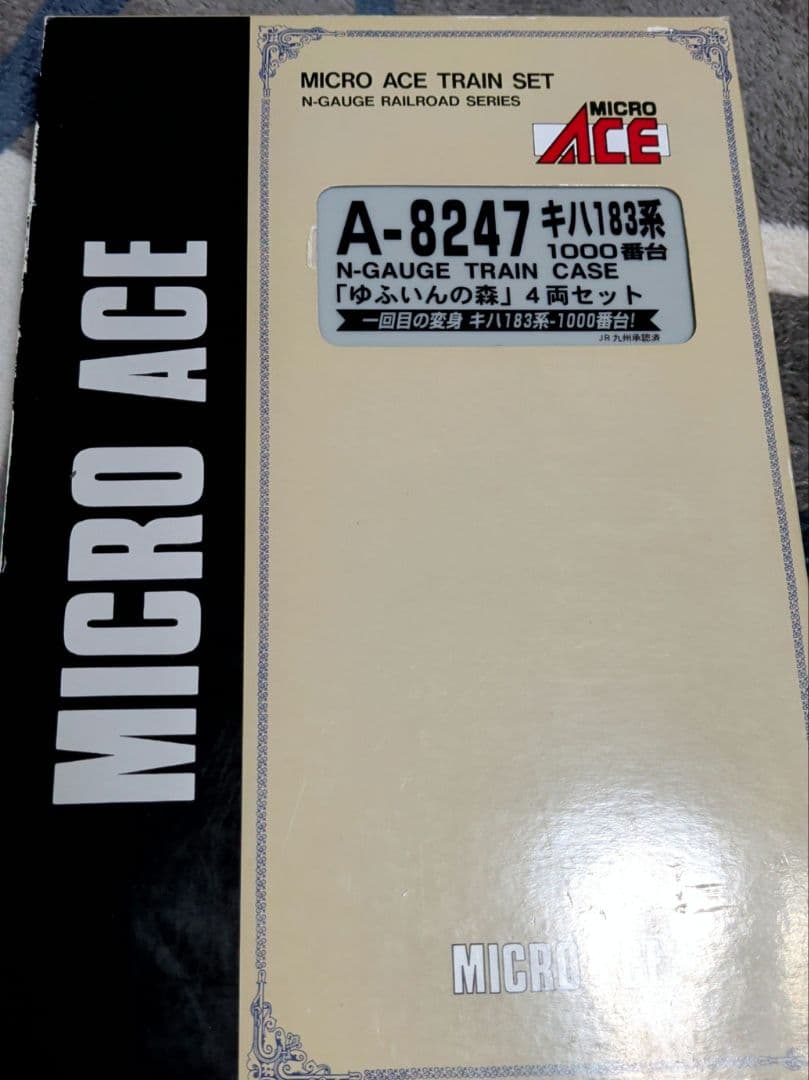 MICRO ACE TRAIN SET
N-GAUGE RAILROAD SERIES
MICRO
ACE
A-8247 キハ183系
1000番台
N-GAUGE TRAIN CASE
「ゆふいんの森」4両セット
一回目の変身 キハ183系-1000番台!
JR九州承認済
MICRO ACE
MICRO